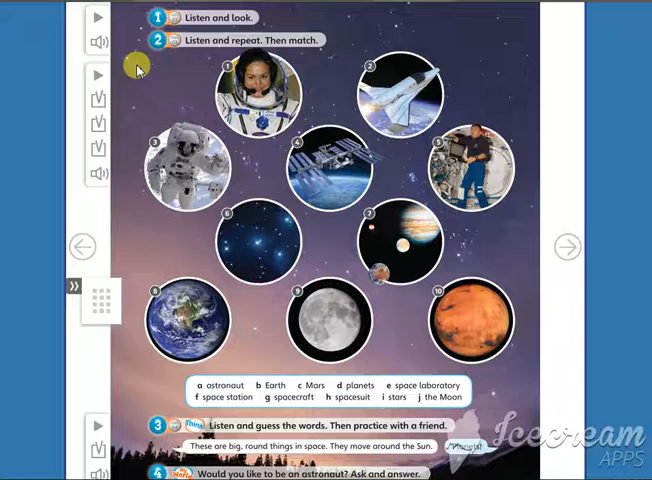 1 Listen and look.
2 Listen and repeat. Then match.
1
2
3
4
5
6
7
8
9
10
a astronaut b Earth c Mars d planets e space laboratory
f space station g spacecraft h spacesuit i stars j the Moon
3 Think Listen and guess the words. Then practice with a friend.
These are big, round things in space. They move around the Sun. Planets!
4 My World Would you like to be an astronaut? Ask and answer.
Icecream
APPS